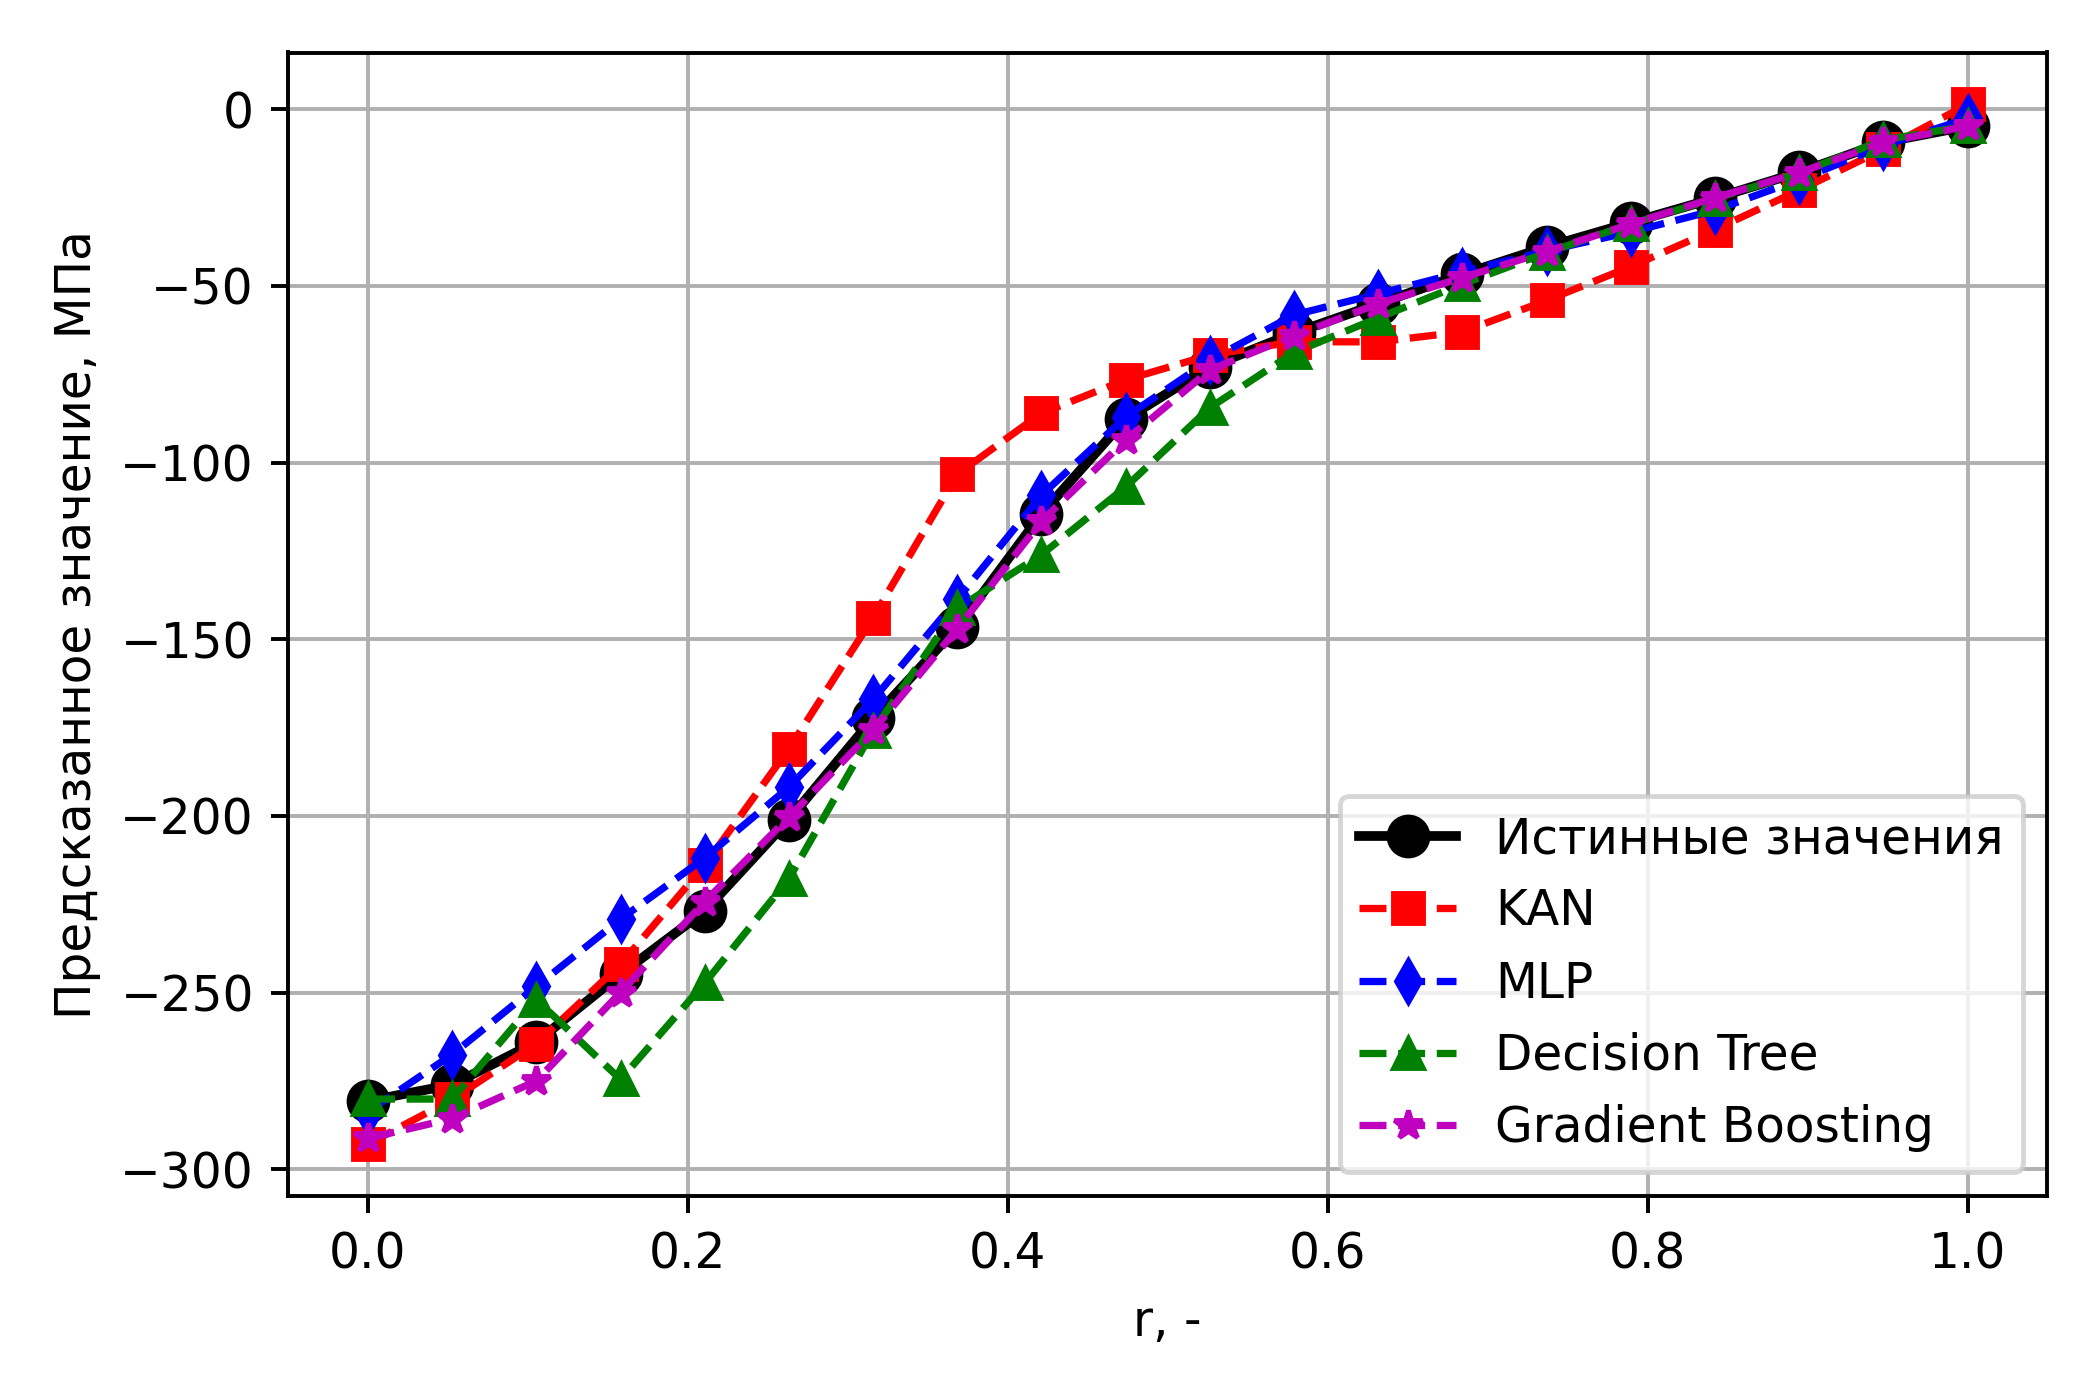 Предсказанное значение, МПа
0
−50
−100
−150
−200
−250
−300
0.0 0.2 0.4 0.6 0.8 1.0
r, -
Истинные значения
KAN
MLP
Decision Tree
Gradient Boosting